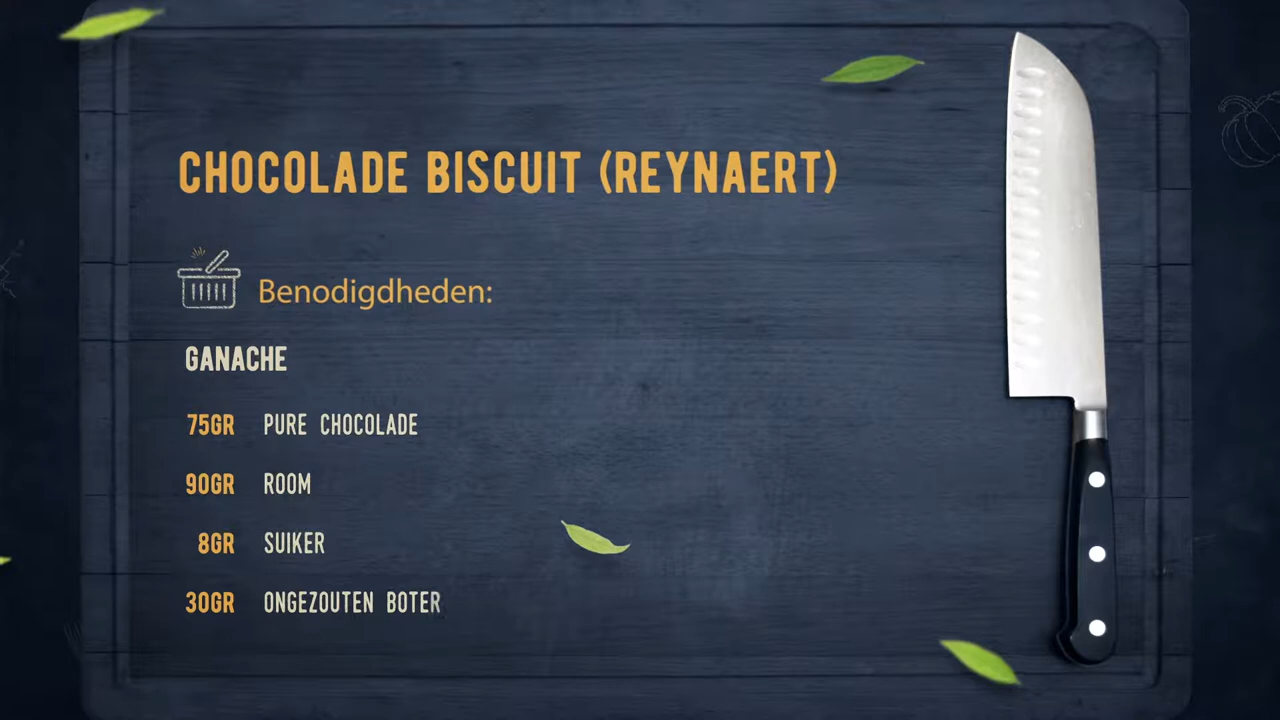 CHOCOLADE BISCUIT (REYNAERT)
Benodigdheden:
GANACHE
75GR PURE CHOCOLADE
90GR ROOM
8GR SUIKER
30GR ONGEZOUTEN BOTER